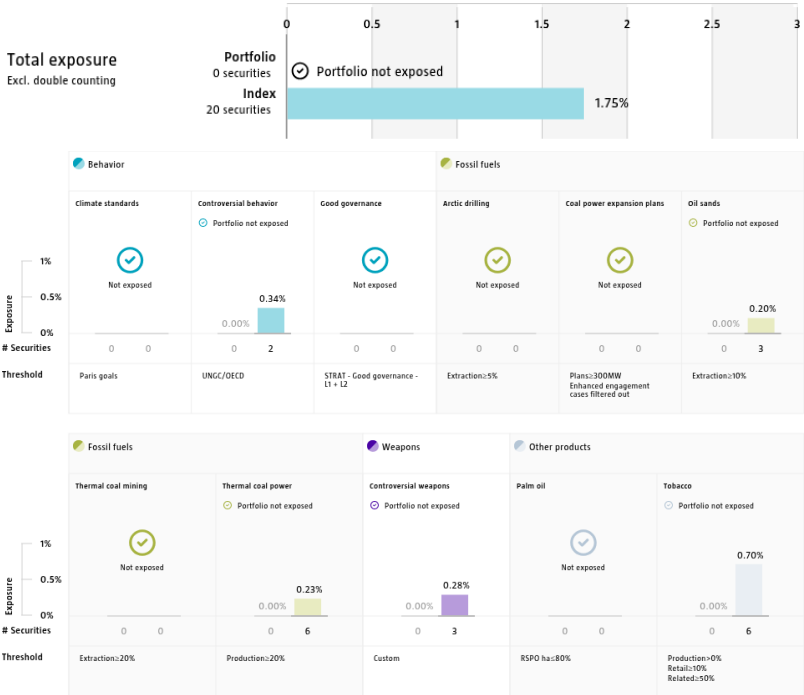 0 0.5 1 1.5 2 2.5 3
Total exposure
Excl. double counting
Portfolio
0 securities
Portfolio not exposed
Index
20 securities
1.75%
Behavior
Fossil fuels
Climate standards
Controversial behavior
Good governance
Arctic drilling
Coal power expansion plans
Oil sands
Portfolio not exposed
Portfolio not exposed
Exposure
1%
0.5%
0%
Not exposed
0.00% 0.34%
Not exposed
Not exposed
Not exposed
0.00% 0.20%
# Securities 0 0 0 2 0 0 0 0 0 0 0 3
Threshold
Paris goals
UNGC/OECD
STRAT - Good governance -
L1 + L2
Extraction≥5%
Plans≥300MW
Enhanced engagement
cases filtered out
Extraction≥10%
Fossil fuels
Weapons
Other products
Thermal coal mining
Thermal coal power
Controversial weapons
Palm oil
Tobacco
Portfolio not exposed
Portfolio not exposed
Portfolio not exposed
Exposure
1%
0.5%
0%
Not exposed
0.00% 0.23%
0.00% 0.28%
Not exposed
0.00% 0.70%
# Securities 0 0 0 6 0 3 0 0 0 6
Threshold
Extraction≥20%
Production≥20%
Custom
RSPO ha≤80%
Production>0%
Retail≥10%
Related≥50%